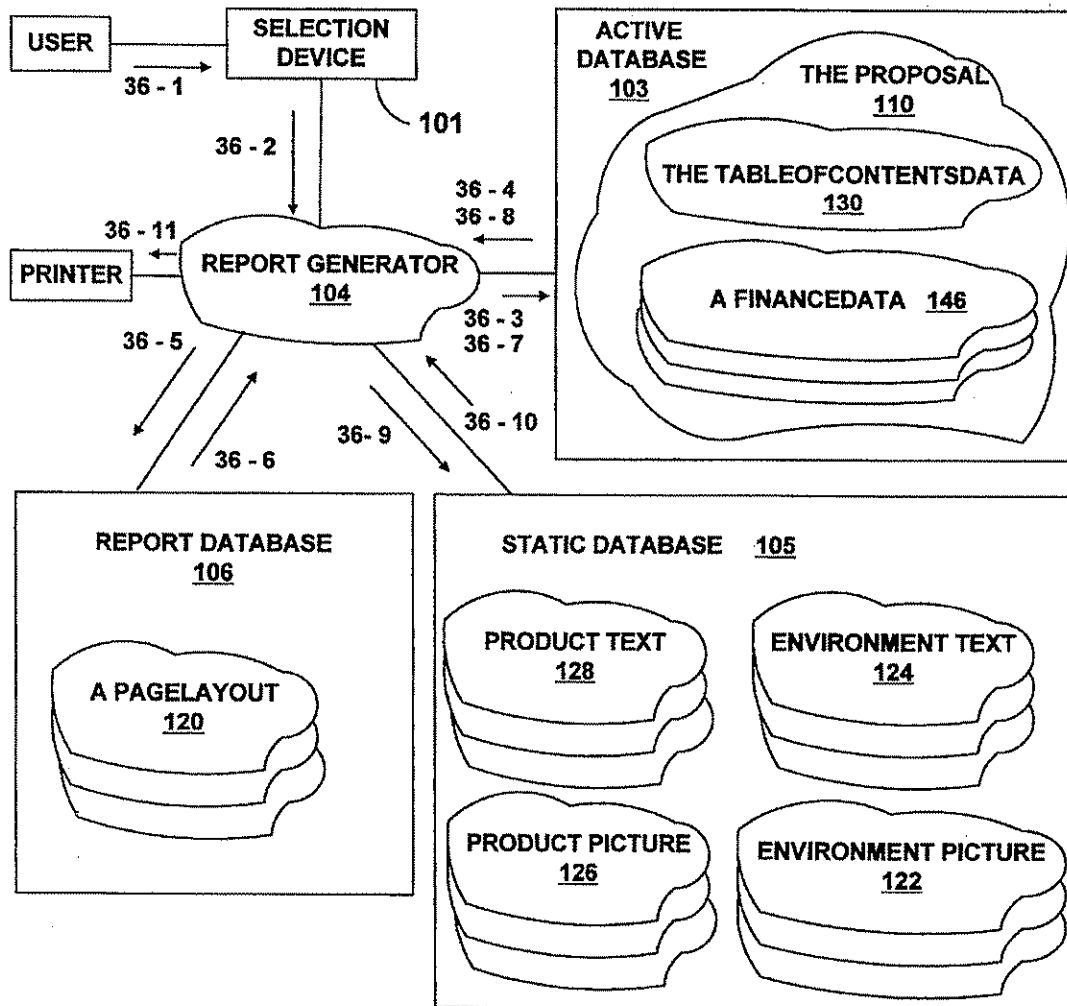 USER
SELECTION
DEVICE
36 - 1
101
36 - 2
ACTIVE
DATABASE
103
THE PROPOSAL
110
THE TABLEOFCONTENTSDATA
130
A FINANCEDATA 146
36 - 4
36 - 8
36 - 11
PRINTER
REPORT GENERATOR
104
36 - 3
36 - 7
36 - 5
36 - 6
36- 9
36 - 10
REPORT DATABASE
106
A PAGELAYOUT
120
STATIC DATABASE 105
PRODUCT TEXT
128
ENVIRONMENT TEXT
124
PRODUCT PICTURE
126
ENVIRONMENT PICTURE
122